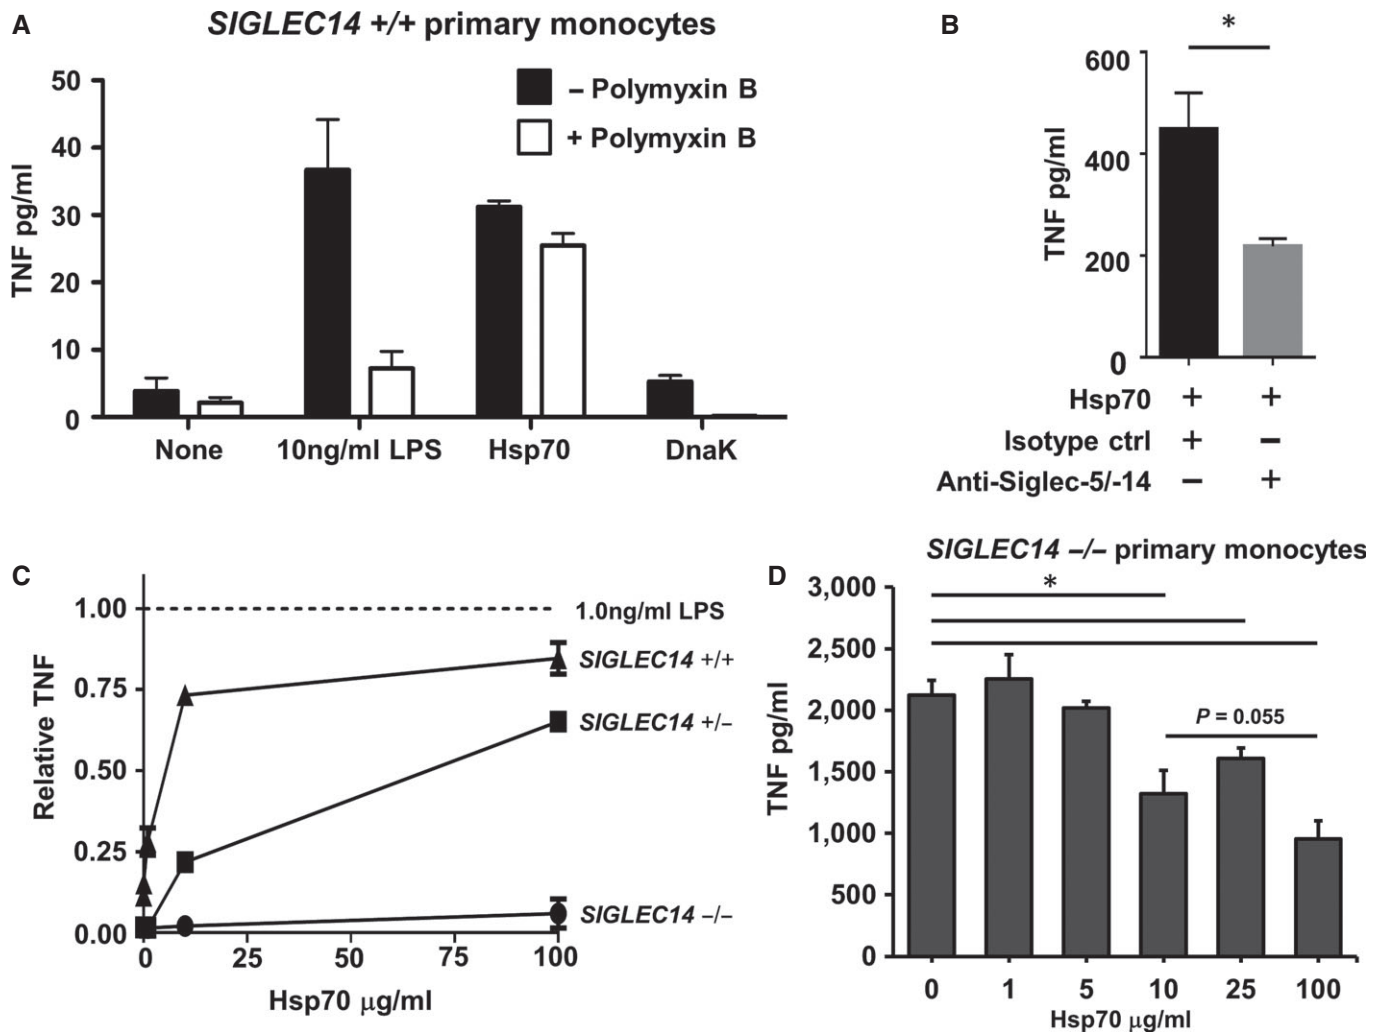 A
SIGLEC14 +/+ primary monocytes
TNF pg/ml
50
40
30
20
10
0
– Polymyxin B
+ Polymyxin B
None 10ng/ml LPS Hsp70 DnaK
B
*
TNF pg/ml
600
400
200
0
Hsp70 + +
Isotype ctrl + –
Anti-Siglec-5/-14 – +
C
Relative TNF
1.00
0.75
0.50
0.25
0.00
1.0ng/ml LPS
SIGLEC14 +/+
SIGLEC14 +/–
SIGLEC14 –/–
0 25 50 75 100
Hsp70 μg/ml
D
SIGLEC14 –/– primary monocytes
TNF pg/ml
3,000
2,500
2,000
1,500
1,000
500
0
*
P = 0.055
0 1 5 10 25 100
Hsp70 μg/ml